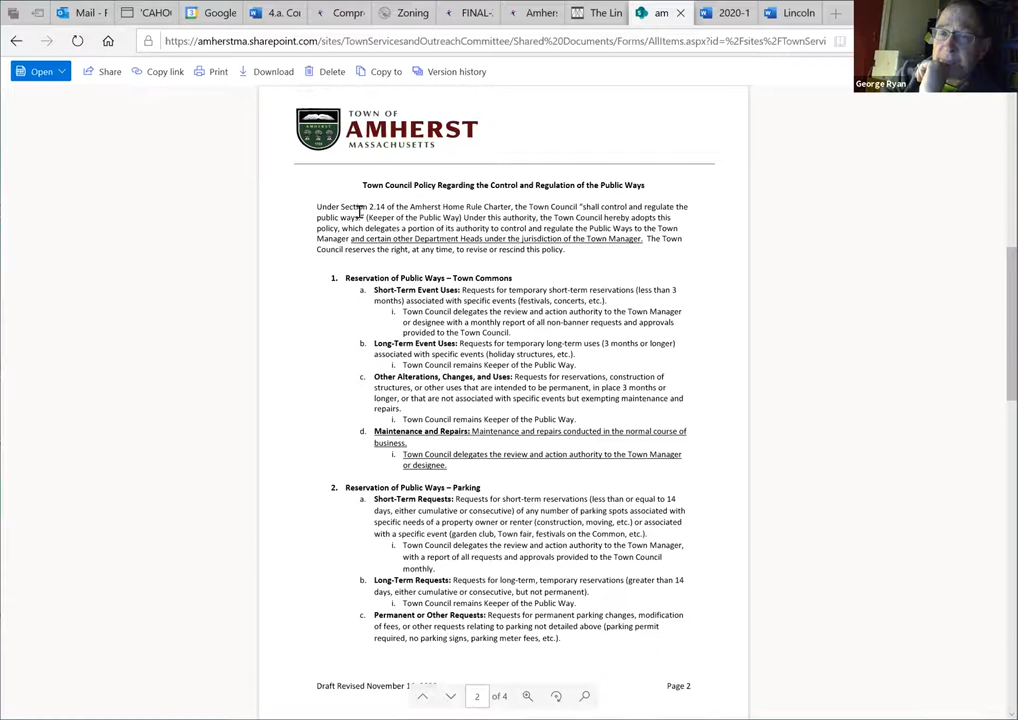 Mail - F
'CAHO
Google
4.a. Cor
Compre
Zoning
FINAL-
Amhers
The Lin
am
2020-1
Lincoln
https://amherstma.sharepoint.com/sites/TownServicesandOutreachCommittee/Shared%20Documents/Forms/AllItems.aspx?id=%2Fsites%2FTownServi
Open
Share
Copy link
Print
Download
Delete
Copy to
Version history
George Ryan
TOWN OF
AMHERST
MASSACHUSETTS
Town Council Policy Regarding the Control and Regulation of the Public Ways
Under Section 2.14 of the Amherst Home Rule Charter, the Town Council "shall control and regulate the
public ways" (Keeper of the Public Way) Under this authority, the Town Council hereby adopts this
policy, which delegates a portion of its authority to control and regulate the Public Ways to the Town
Manager and certain other Department Heads under the jurisdiction of the Town Manager. The Town
Council reserves the right, at any time, to revise or rescind this policy.
1. Reservation of Public Ways – Town Commons
a. Short-Term Event Uses: Requests for temporary short-term reservations (less than 3
months) associated with specific events (festivals, concerts, etc.).
i. Town Council delegates the review and action authority to the Town Manager
or designee with a monthly report of all non-banner requests and approvals
provided to the Town Council.
b. Long-Term Event Uses: Requests for temporary long-term uses (3 months or longer)
associated with specific events (holiday structures, etc.).
i. Town Council remains Keeper of the Public Way.
c. Other Alterations, Changes, and Uses: Requests for reservations, construction of
structures, or other uses that are intended to be permanent, in place 3 months or
longer, or that are not associated with specific events but exempting maintenance and
repairs.
i. Town Council remains Keeper of the Public Way.
d. Maintenance and Repairs: Maintenance and repairs conducted in the normal course of
business.
i. Town Council delegates the review and action authority to the Town Manager
or designee.
2. Reservation of Public Ways – Parking
a. Short-Term Requests: Requests for short-term reservations (less than or equal to 14
days, either cumulative or consecutive) of any number of parking spots associated with
specific needs of a property owner or renter (construction, moving, etc.) or associated
with a specific event (garden club, Town fair, festivals on the Common, etc.).
i. Town Council delegates the review and action authority to the Town Manager,
with a report of all requests and approvals provided to the Town Council
monthly.
b. Long-Term Requests: Requests for long-term, temporary reservations (greater than 14
days, either cumulative or consecutive, but not permanent).
i. Town Council remains Keeper of the Public Way.
c. Permanent or Other Requests: Requests for permanent parking changes, modification
of fees, or other requests relating to parking not detailed above (parking permit
required, no parking signs, parking meter fees, etc.).
Draft Revised November
Page 2
2 of 4